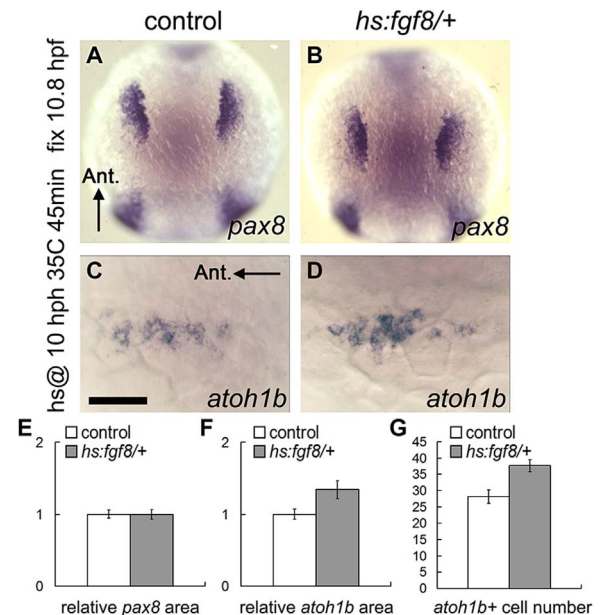 control
hs:fgf8/+
hs@ 10 hph 35C 45min fix 10.8 hpf
A
Ant.
pax8
B
pax8
C
Ant.
atoh1b
D
atoh1b
E
control
hs:fgf8/+
2
1
0
relative pax8 area
F
control
hs:fgf8/+
2
1
0
relative atoh1b area
G
control
hs:fgf8/+
45
40
35
30
25
20
15
10
5
0
atoh1b+ cell number